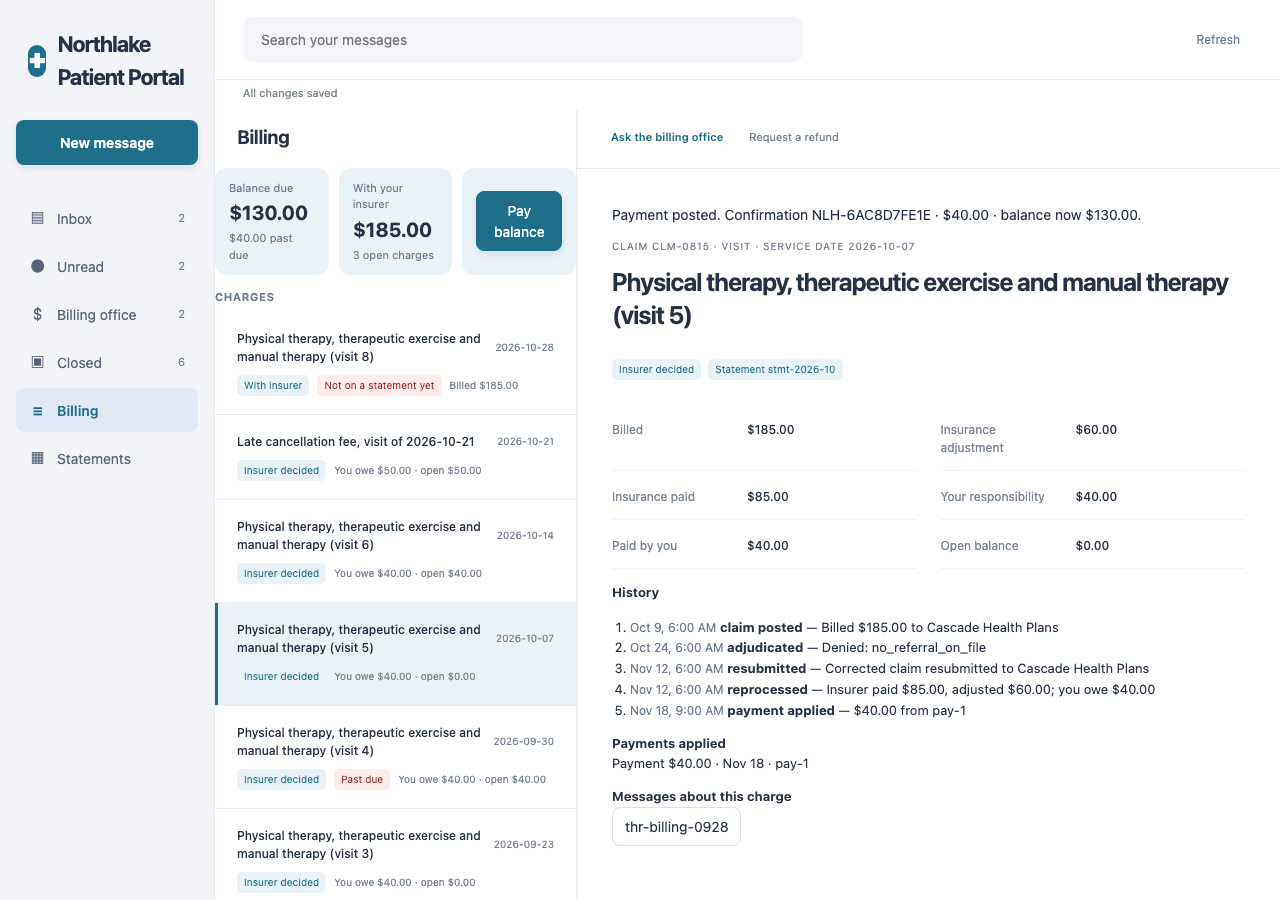 Northlake
Patient Portal
New message
Inbox 2
Unread 2
$ Billing office 2
Closed 6
Billing
Statements
Search your messages
Refresh
All changes saved
Billing
Balance due
$130.00
$40.00 past
due
With your
insurer
$185.00
3 open charges
Pay
balance
CHARGES
Physical therapy, therapeutic exercise and
manual therapy (visit 8)
2026-10-28
With insurer Not on a statement yet Billed $185.00
Late cancellation fee, visit of 2026-10-21 2026-10-21
Insurer decided You owe $50.00 · open $50.00
Physical therapy, therapeutic exercise and
manual therapy (visit 6)
2026-10-14
Insurer decided You owe $40.00 · open $40.00
Physical therapy, therapeutic exercise and
manual therapy (visit 5)
2026-10-07
Insurer decided You owe $40.00 · open $0.00
Physical therapy, therapeutic exercise and
manual therapy (visit 4)
2026-09-30
Insurer decided Past due You owe $40.00 · open $40.00
Physical therapy, therapeutic exercise and
manual therapy (visit 3)
2026-09-23
Insurer decided You owe $40.00 · open $0.00
Ask the billing office Request a refund
Payment posted. Confirmation NLH-6AC8D7FE1E · $40.00 · balance now $130.00.
CLAIM CLM-0815 · VISIT · SERVICE DATE 2026-10-07
Physical therapy, therapeutic exercise and manual therapy
(visit 5)
Insurer decided Statement stmt-2026-10
Billed $185.00
Insurance
adjustment
$60.00
Insurance paid $85.00
Your responsibility $40.00
Paid by you $40.00
Open balance $0.00
History
1. Oct 9, 6:00 AM claim posted — Billed $185.00 to Cascade Health Plans
2. Oct 24, 6:00 AM adjudicated — Denied: no_referral_on_file
3. Nov 12, 6:00 AM resubmitted — Corrected claim resubmitted to Cascade Health Plans
4. Nov 12, 6:00 AM reprocessed — Insurer paid $85.00, adjusted $60.00; you owe $40.00
5. Nov 18, 9:00 AM payment applied — $40.00 from pay-1
Payments applied
Payment $40.00 · Nov 18 · pay-1
Messages about this charge
thr-billing-0928